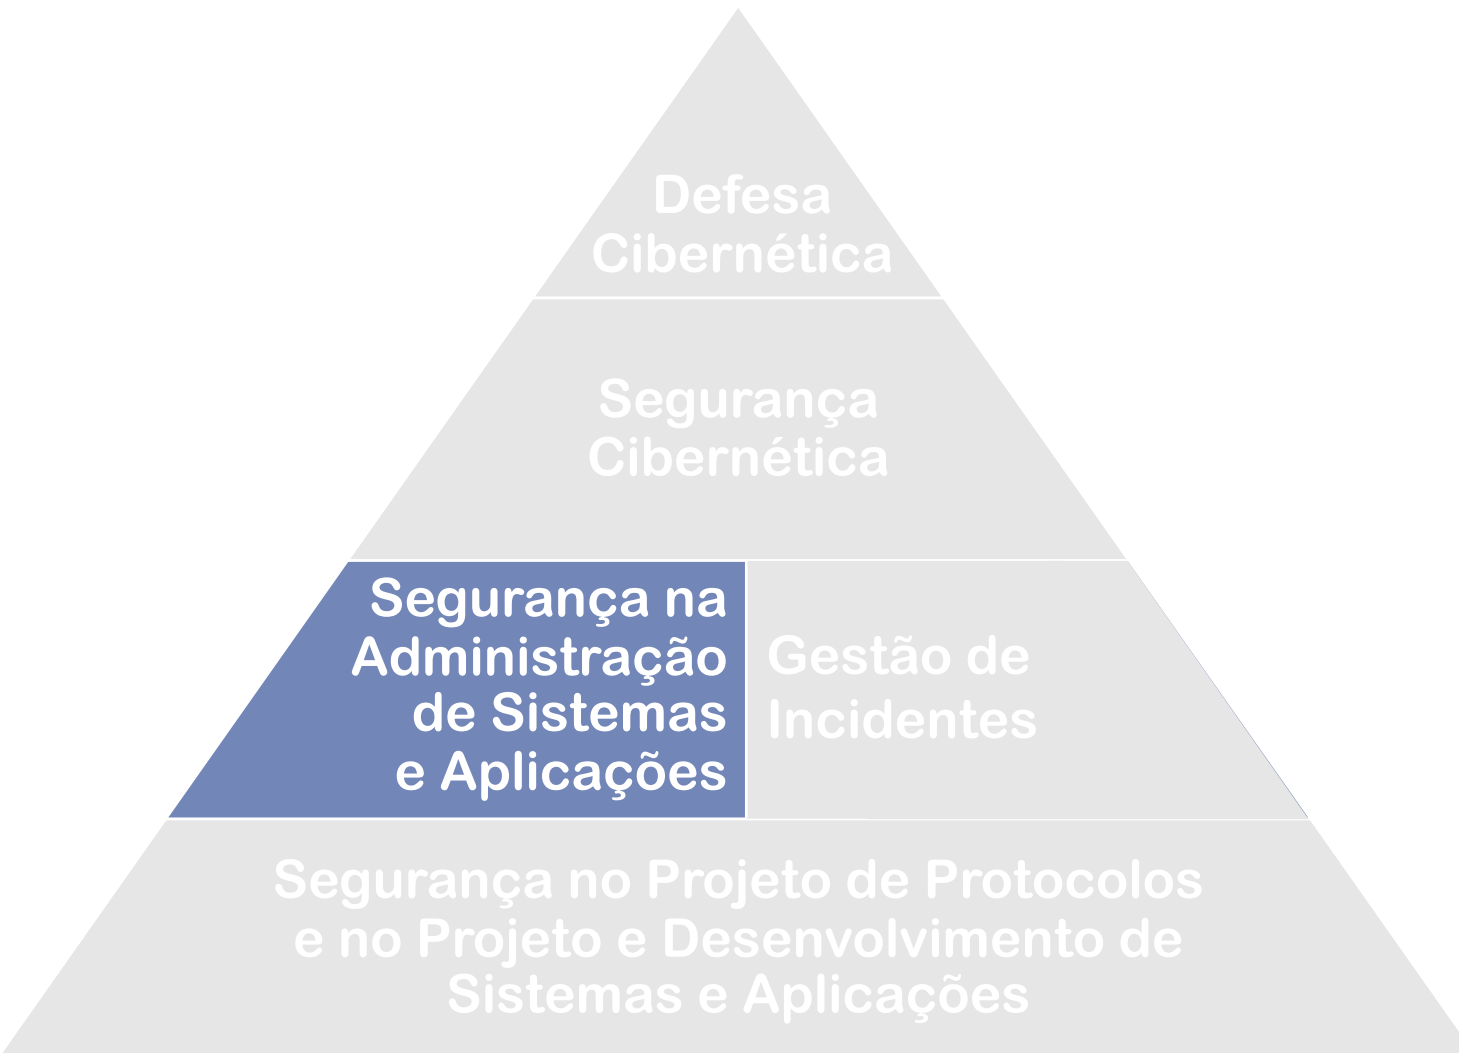 Defesa
Cibernética
Segurança
Cibernética
Segurança na
Administração
de Sistemas
e Aplicações
Gestão de
Incidentes
Segurança no Projeto de Protocolos
e no Projeto e Desenvolvimento de
Sistemas e Aplicações